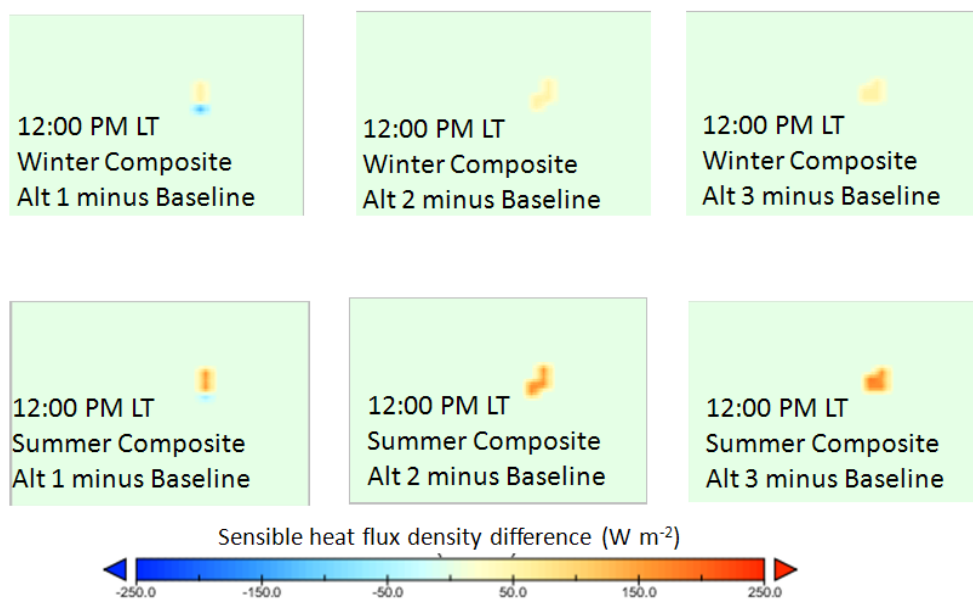 12:00 PM LT
Winter Composite
Alt 1 minus Baseline
12:00 PM LT
Winter Composite
Alt 2 minus Baseline
12:00 PM LT
Winter Composite
Alt 3 minus Baseline
12:00 PM LT
Summer Composite
Alt 1 minus Baseline
12:00 PM LT
Summer Composite
Alt 2 minus Baseline
12:00 PM LT
Summer Composite
Alt 3 minus Baseline
Sensible heat flux density difference (W m⁻²)
-250.0 -150.0 -50.0 50.0 150.0 250.0